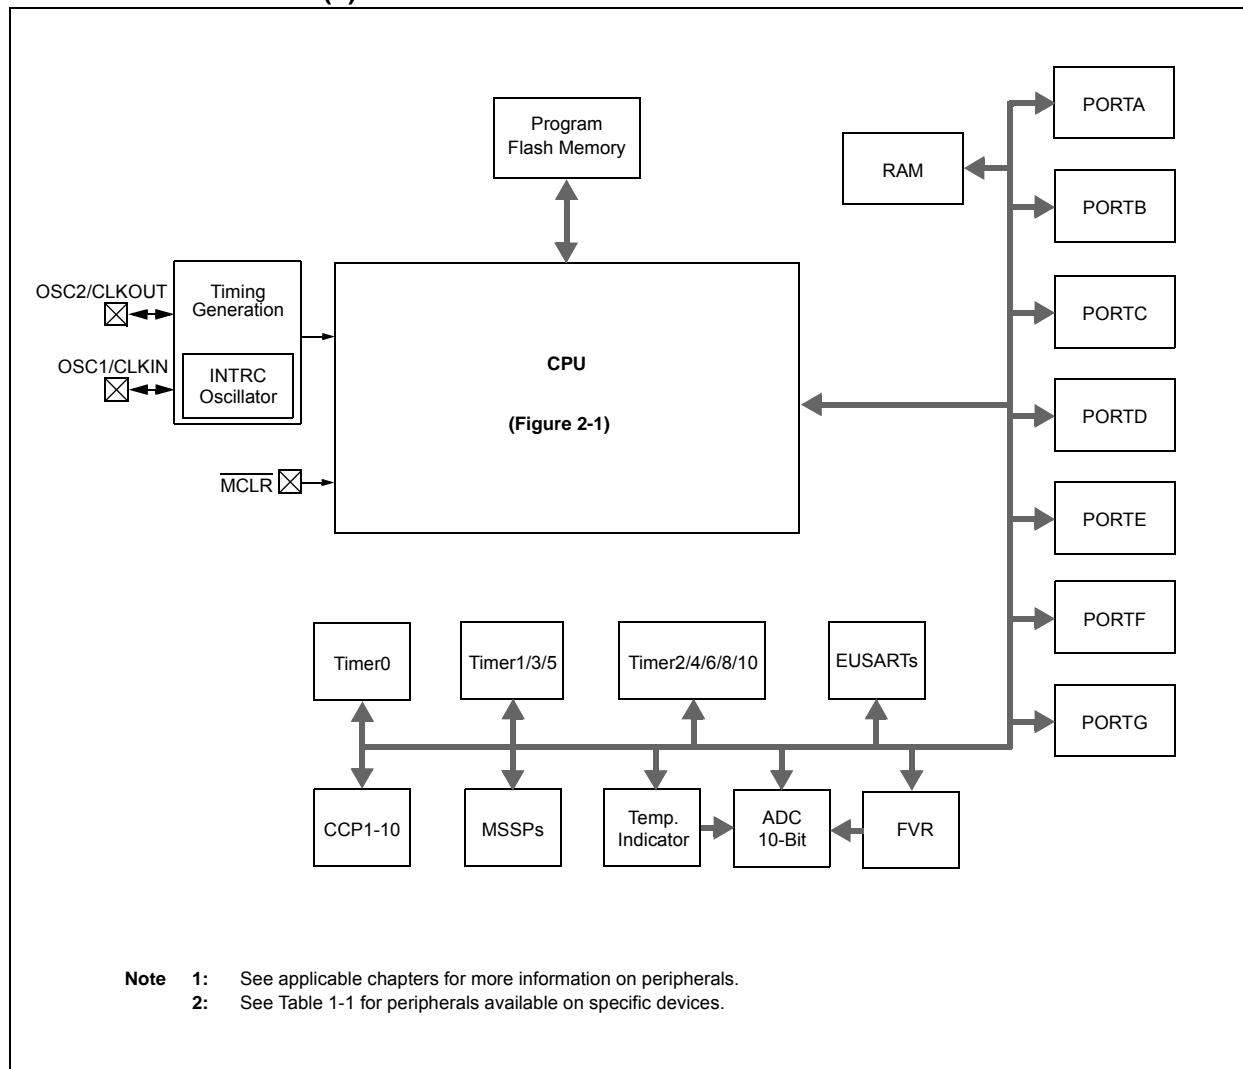 Program
Flash Memory
PORTA
RAM
PORTB
OSC2/CLKOUT
Timing
Generation
PORTC
OSC1/CLKIN
INTRC
Oscillator
CPU
(Figure 2-1)
PORTD
MCLR
PORTE
PORTF
Timer0
Timer1/3/5
Timer2/4/6/8/10
EUSARTs
PORTG
CCP1-10
MSSPs
Temp.
Indicator
ADC
10-Bit
FVR
Note 1: See applicable chapters for more information on peripherals.
2: See Table 1-1 for peripherals available on specific devices.